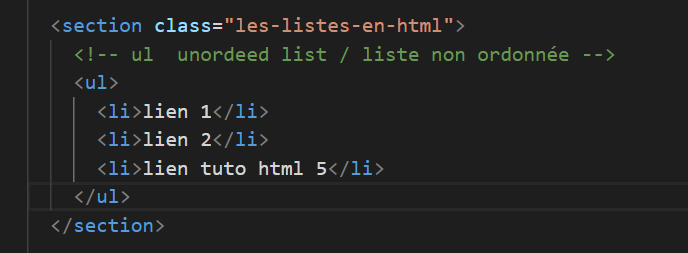 <section class="les-listes-en-html">
<!-- ul  unordeed list / liste non ordonnée -->
<ul>
<li>lien 1</li>
<li>lien 2</li>
<li>lien tuto html 5</li>
</ul>
</section>